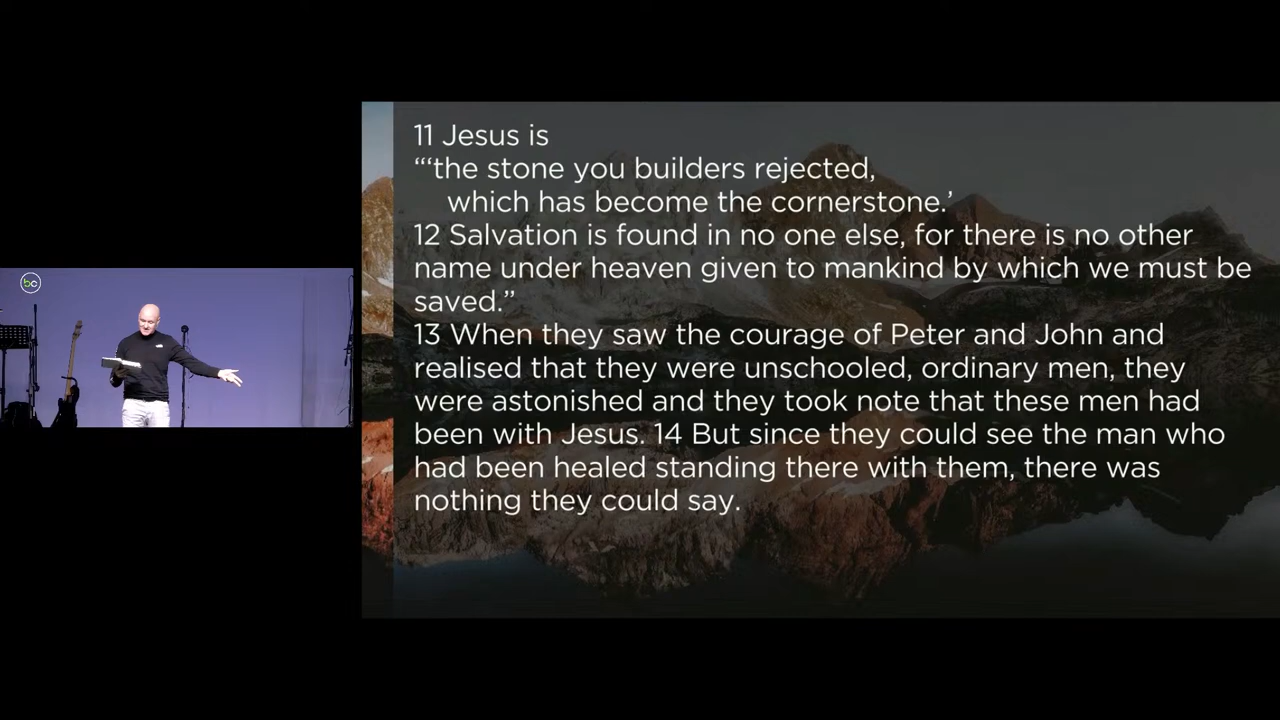 bc
11 Jesus is
“‘the stone you builders rejected,
which has become the cornerstone.’
12 Salvation is found in no one else, for there is no other
name under heaven given to mankind by which we must be
saved.”
13 When they saw the courage of Peter and John and
realised that they were unschooled, ordinary men, they
were astonished and they took note that these men had
been with Jesus. 14 But since they could see the man who
had been healed standing there with them, there was
nothing they could say.